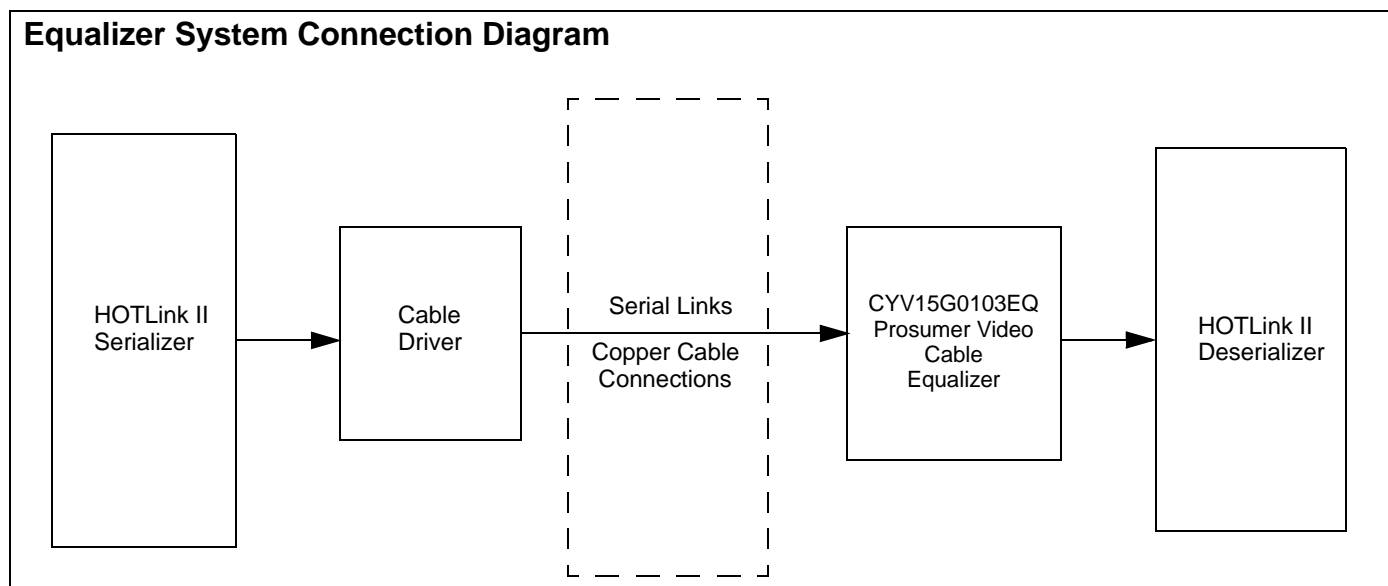 Equalizer System Connection Diagram
HOTLink II
Serializer
Cable
Driver
Serial Links
Copper Cable
Connections
CYV15G0103EQ
Prosumer Video
Cable
Equalizer
HOTLink II
Deserializer